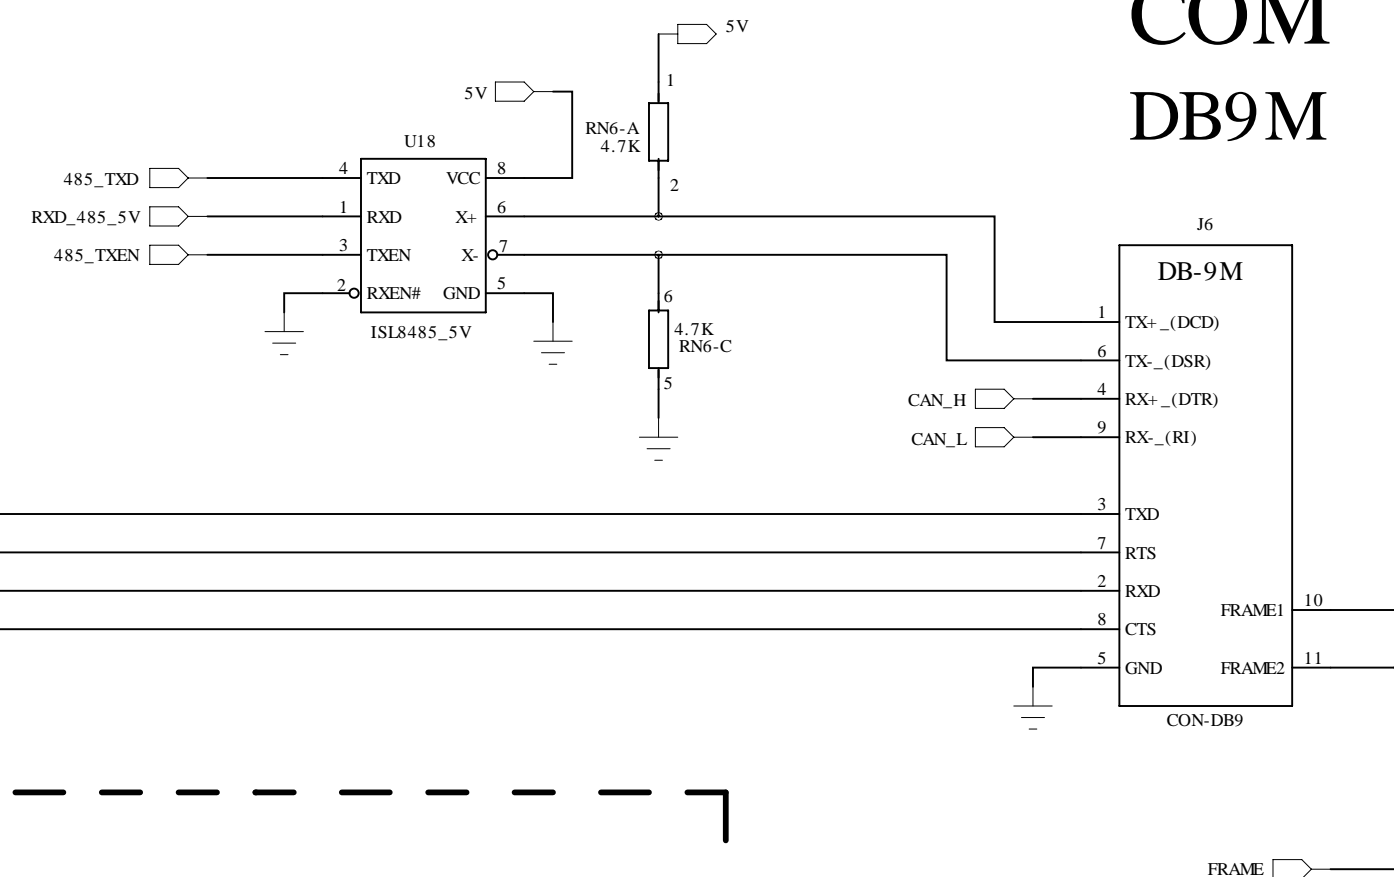 COM
DB9M
5V
1
5V
RN6-A
4.7K
2
U18
485_TXD
4
TXD
VCC
8
RXD_485_5V
1
RXD
X+
6
485_TXEN
3
TXEN
X-
7
2
RXEN#
GND
5
ISL8485_5V
6
4.7K
RN6-C
5
J6
DB-9M
1
TX+_(DCD)
6
TX-_(DSR)
CAN_H
4
RX+_(DTR)
CAN_L
9
RX-_(RI)
3
TXD
7
RTS
2
RXD
FRAME1
10
8
CTS
5
GND
FRAME2
11
CON-DB9
FRAME